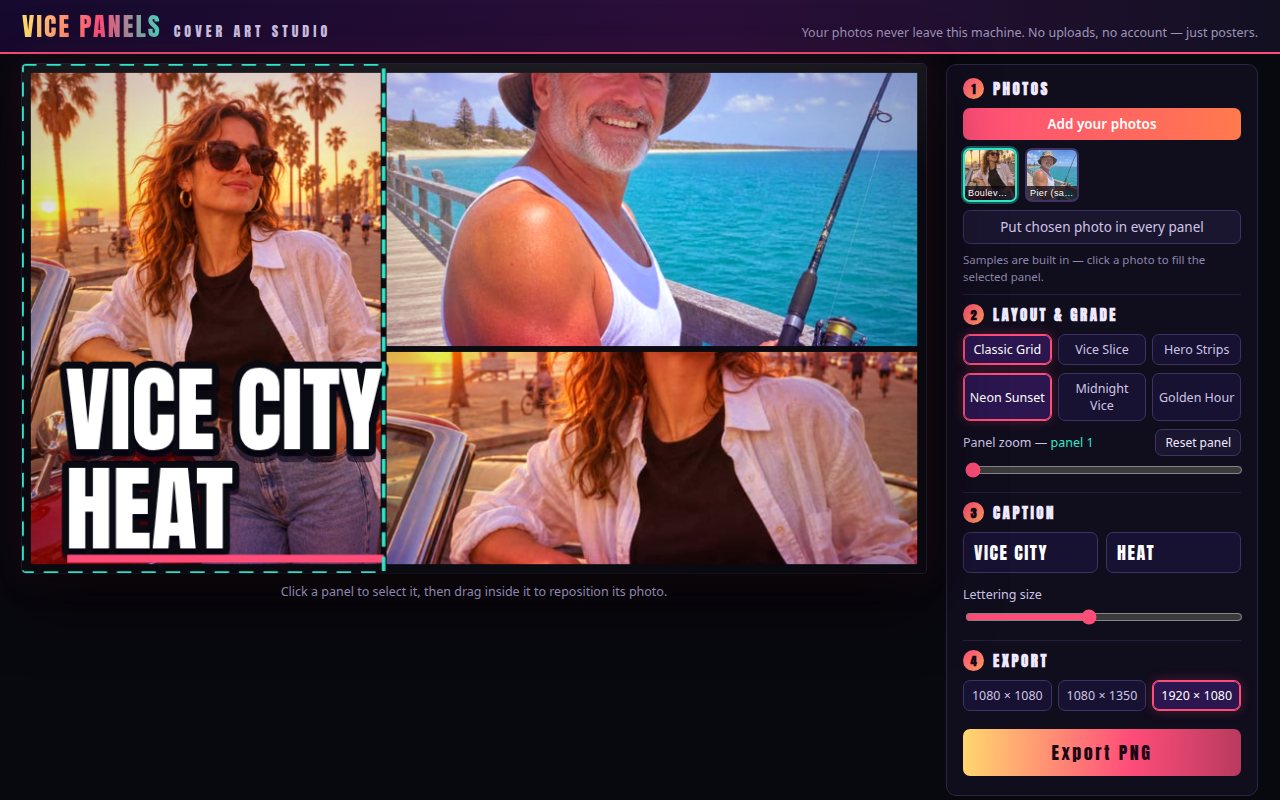 VICE PANELS COVER ART STUDIO
Your photos never leave this machine. No uploads, no account — just posters.
VICE CITY
HEAT
Click a panel to select it, then drag inside it to reposition its photo.
1 PHOTOS
Add your photos
Boulev… Pier (sa…
Put chosen photo in every panel
Samples are built in — click a photo to fill the
selected panel.
2 LAYOUT & GRADE
Classic Grid Vice Slice Hero Strips
Neon Sunset Midnight Vice Golden Hour
Panel zoom — panel 1 Reset panel
3 CAPTION
VICE CITY HEAT
Lettering size
4 EXPORT
1080 × 1080 1080 × 1350 1920 × 1080
Export PNG